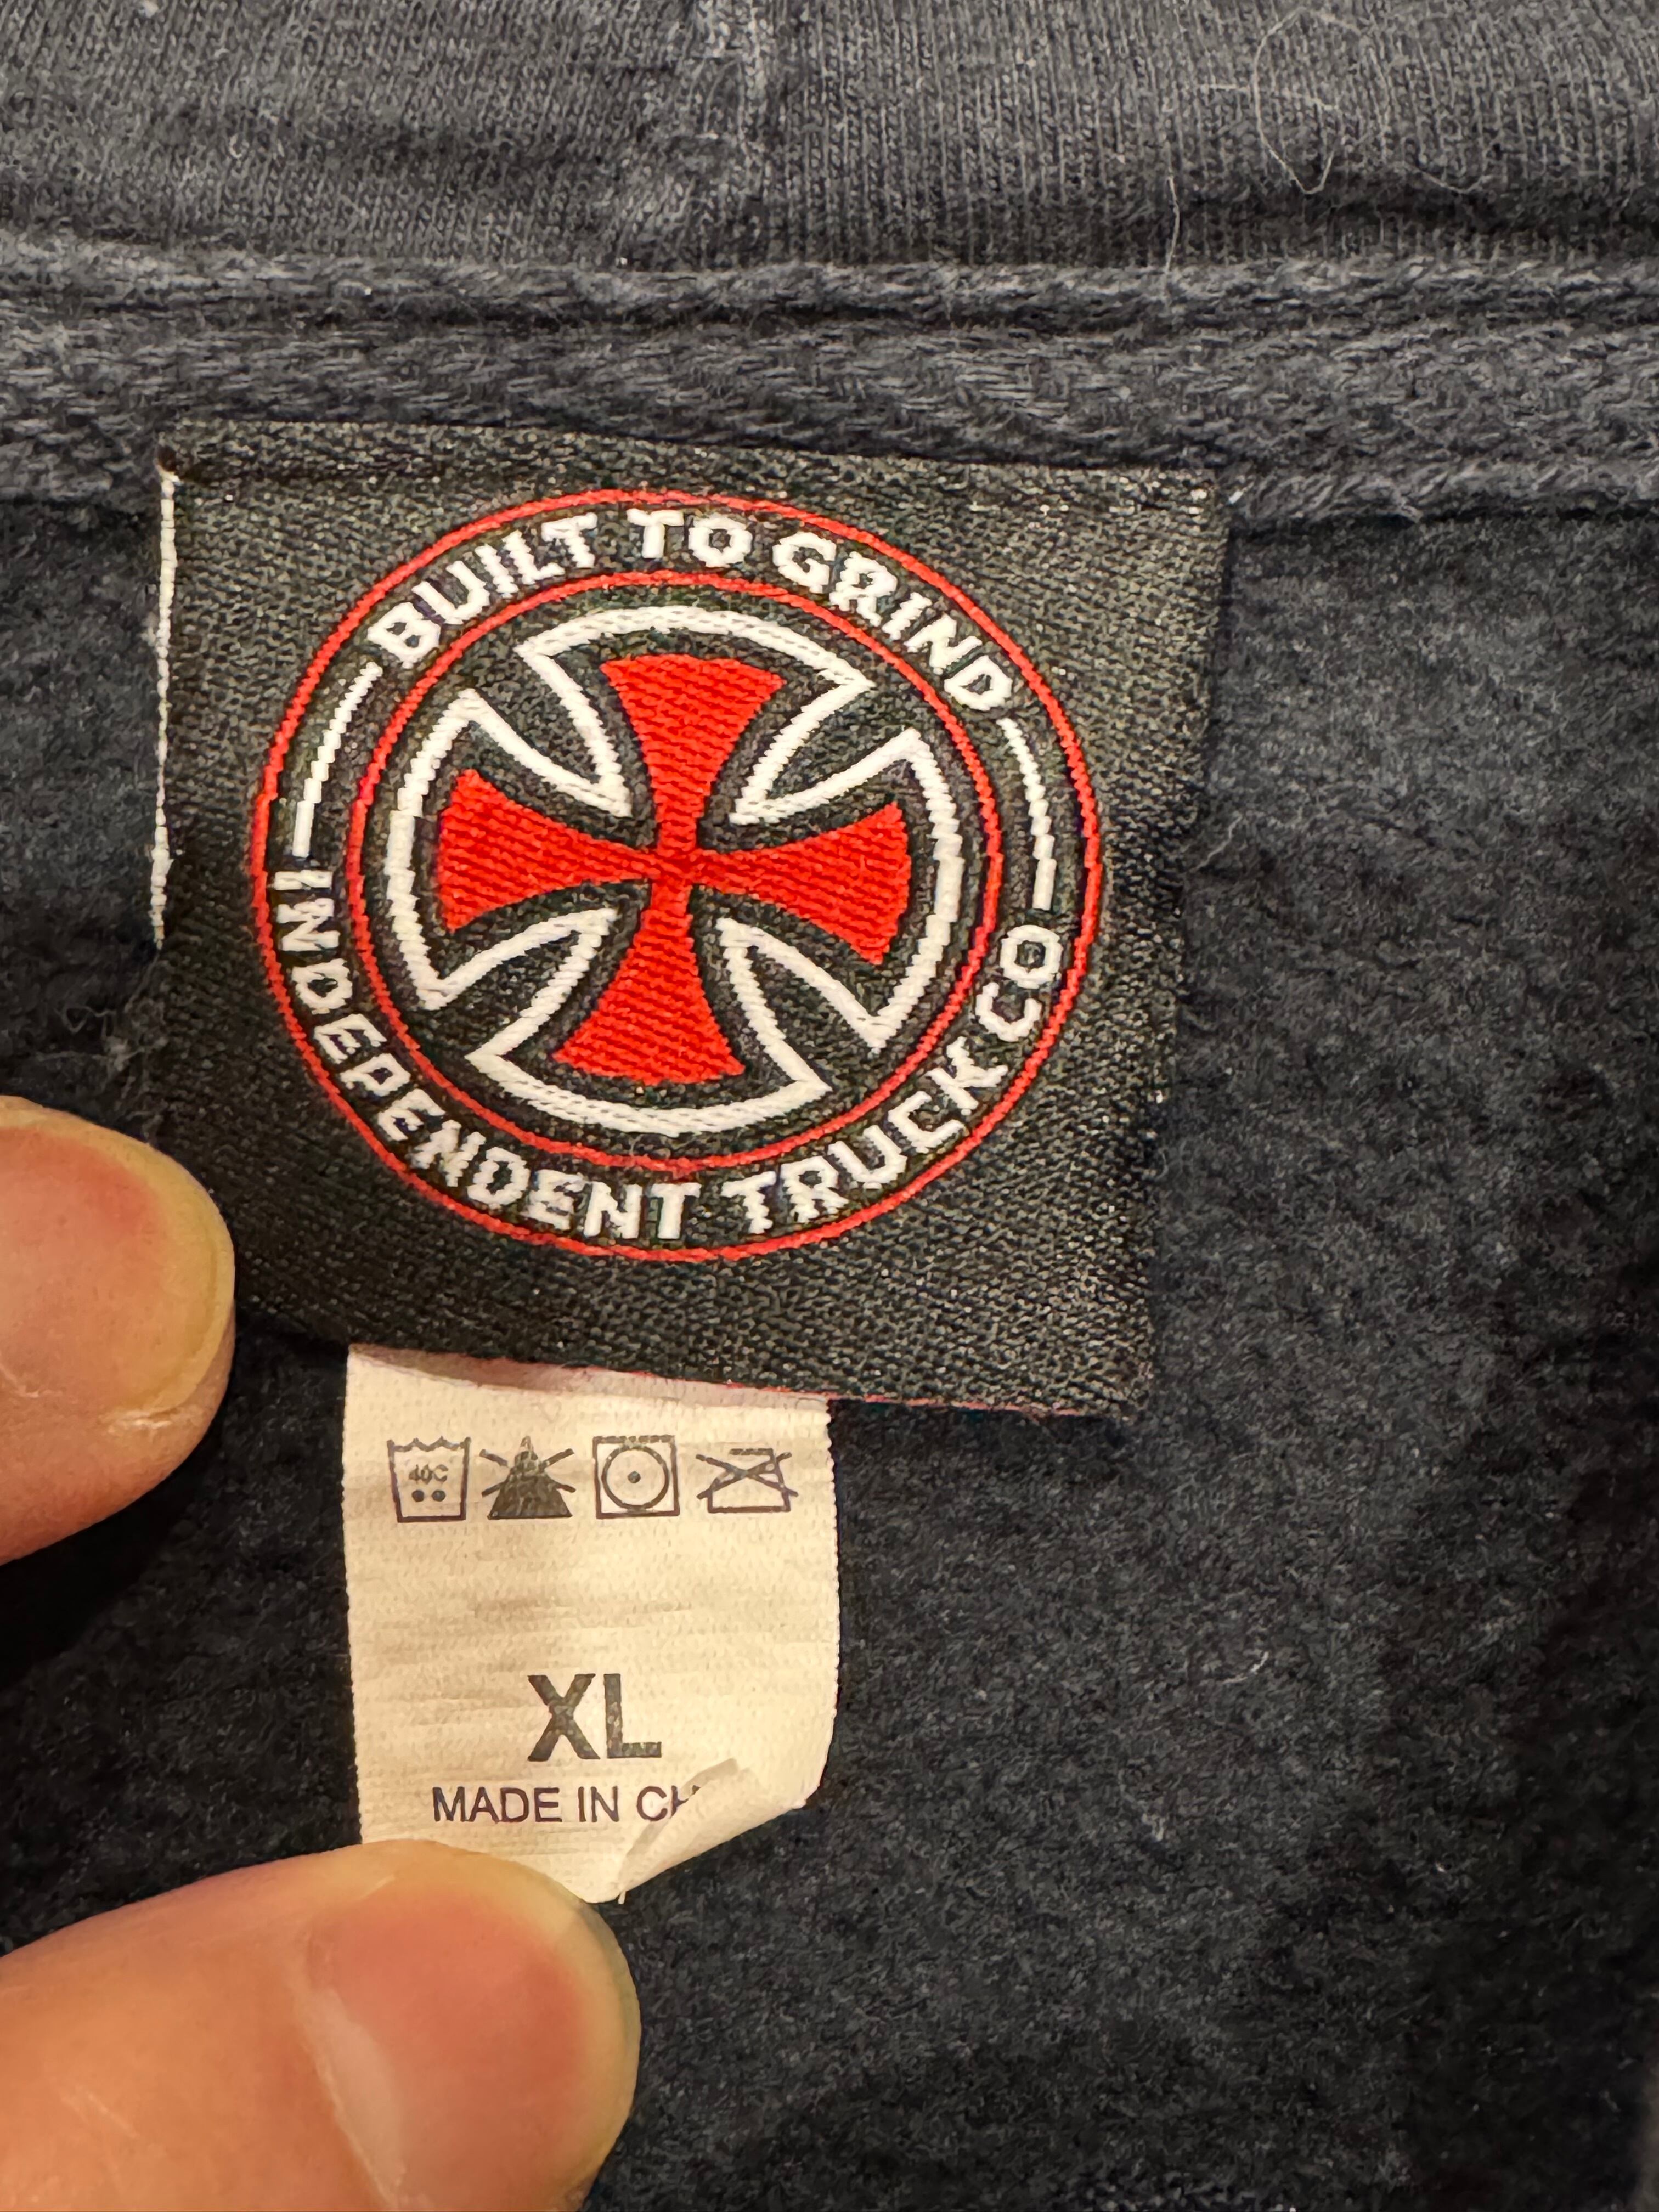 BUILT TO GRIND
INDEPENDENT TRUCK CO
40C
XL
MADE IN CH